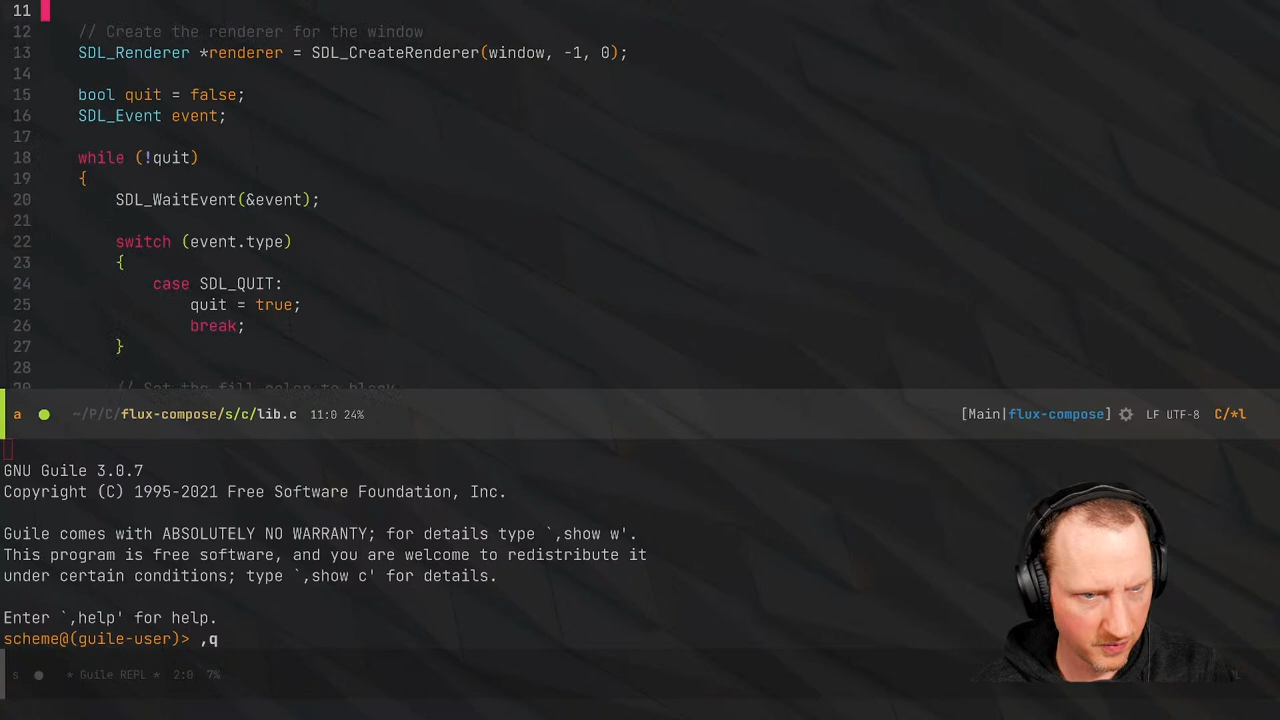 11
12 // Create the renderer for the window
13 SDL_Renderer *renderer = SDL_CreateRenderer(window, -1, 0);
14
15 bool quit = false;
16 SDL_Event event;
17
18 while (!quit)
19 {
20 SDL_WaitEvent(&event);
21
22 switch (event.type)
23 {
24 case SDL_QUIT:
25 quit = true;
26 break;
27 }
28
29 // Set the fill color to black
a ~/P/C/flux-compose/s/c/lib.c 11:0 24% [Main|flux-compose] LF UTF-8 C/*l
GNU Guile 3.0.7
Copyright (C) 1995-2021 Free Software Foundation, Inc.
Guile comes with ABSOLUTELY NO WARRANTY; for details type `,show w'.
This program is free software, and you are welcome to redistribute it
under certain conditions; type `,show c' for details.
Enter `,help' for help.
scheme@(guile-user)> ,q
s * Guile REPL * 2:0 7%